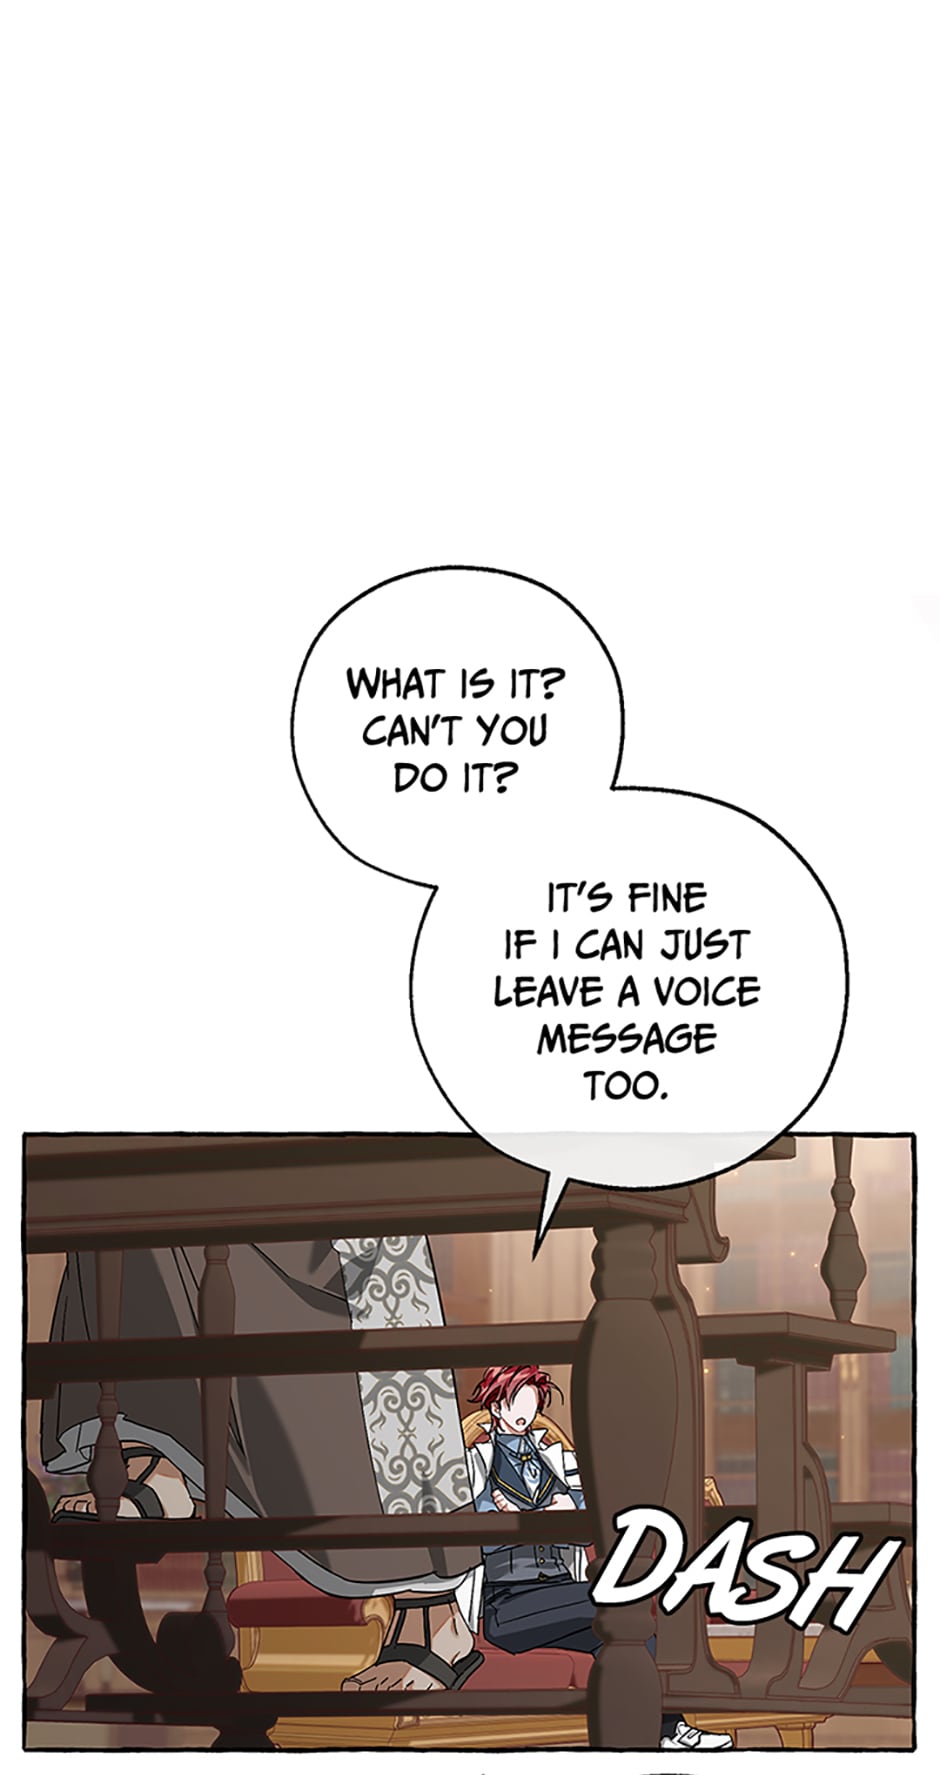 WHAT IS IT?
CAN'T YOU
DO IT?
IT'S FINE
IF I CAN JUST
LEAVE A VOICE
MESSAGE
TOO.
DASH